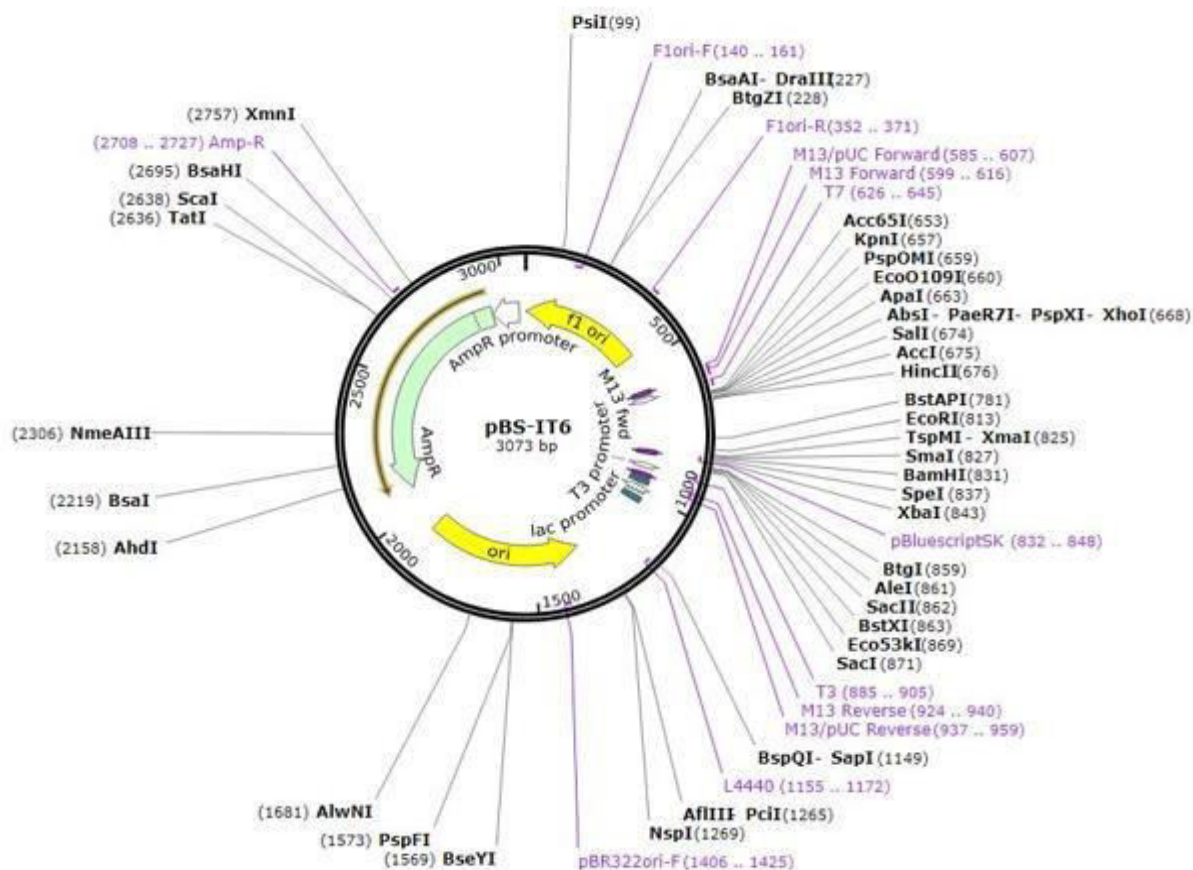 PsiI (99)
F1ori-F (140 .. 161)
BsaAI - DraIII (227)
BtgZI (228)
F1ori-R (352 .. 371)
M13/pUC Forward (585 .. 607)
M13 Forward (599 .. 616)
T7 (626 .. 645)
Acc65I (653)
KpnI (657)
PspOMI (659)
EcoO109I (660)
ApaI (663)
AbsI - PaeR7I - PspXI - XhoI (668)
SalI (674)
AccI (675)
HincII (676)
BstAPI (781)
EcoRI (813)
TspMI - XmaI (825)
SmaI (827)
BamHI (831)
SpeI (837)
XbaI (843)
pBluescriptSK (832 .. 848)
BtgI (859)
AleI (861)
SacII (862)
BstXI (863)
Eco53kI (869)
SacI (871)
T3 (885 .. 905)
M13 Reverse (924 .. 940)
M13/pUC Reverse (937 .. 959)
BspQI - SapI (1149)
L4440 (1155 .. 1172)
AflIII PciI (1265)
NspI (1269)
pBR322ori-F (1406 .. 1425)
(1569) BseYI
(1573) PspFI
(1681) AlwNI
(2158) AhdI
(2219) BsaI
(2306) NmeAIII
(2636) TatI
(2638) ScaI
(2695) BsaHI
(2708 .. 2727) Amp-R
(2757) XmnI
500
1000
1500
2000
2500
3000
f1 ori
M13 fwd
T3 promoter
lac promoter
ori
AmpR
AmpR promoter
pBS-IT6
3073 bp